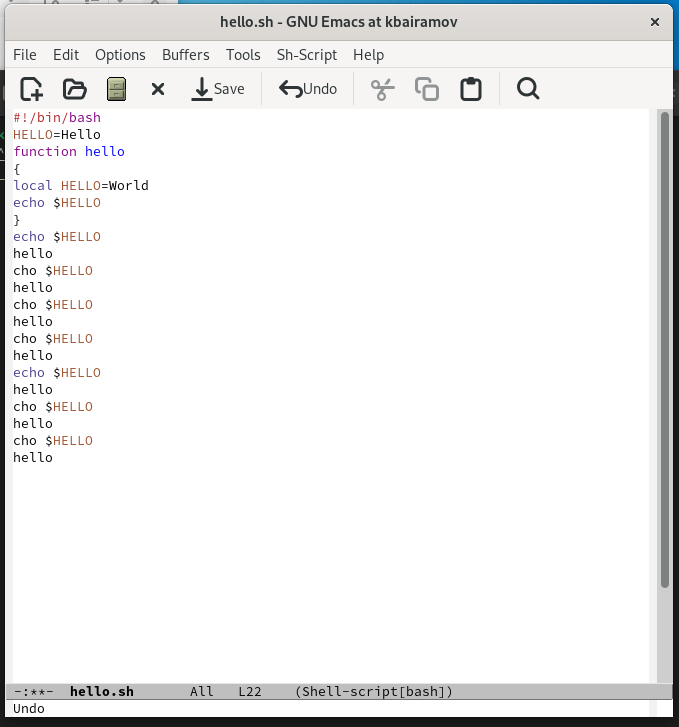 hello.sh - GNU Emacs at kbairamov
File Edit Options Buffers Tools Sh-Script Help
Save Undo
#!/bin/bash
HELLO=Hello
function hello
{
local HELLO=World
echo $HELLO
}
echo $HELLO
hello
cho $HELLO
hello
cho $HELLO
hello
cho $HELLO
hello
echo $HELLO
hello
cho $HELLO
hello
cho $HELLO
hello
-:**- hello.sh All L22 (Shell-script[bash])
Undo